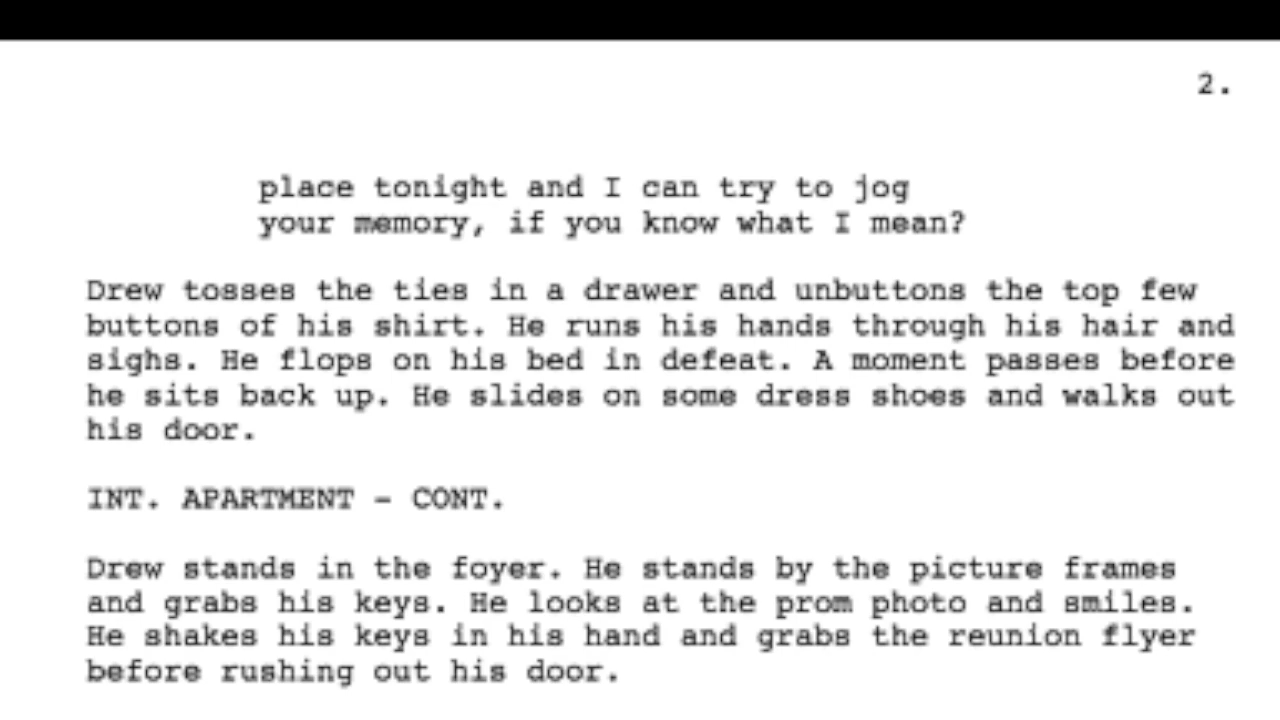 2.
place tonight and I can try to jog
your memory, if you know what I mean?
Drew tosses the ties in a drawer and unbuttons the top few
buttons of his shirt. He runs his hands through his hair and
sighs. He flops on his bed in defeat. A moment passes before
he sits back up. He slides on some dress shoes and walks out
his door.
INT. APARTMENT - CONT.
Drew stands in the foyer. He stands by the picture frames
and grabs his keys. He looks at the prom photo and smiles.
He shakes his keys in his hand and grabs the reunion flyer
before rushing out his door.